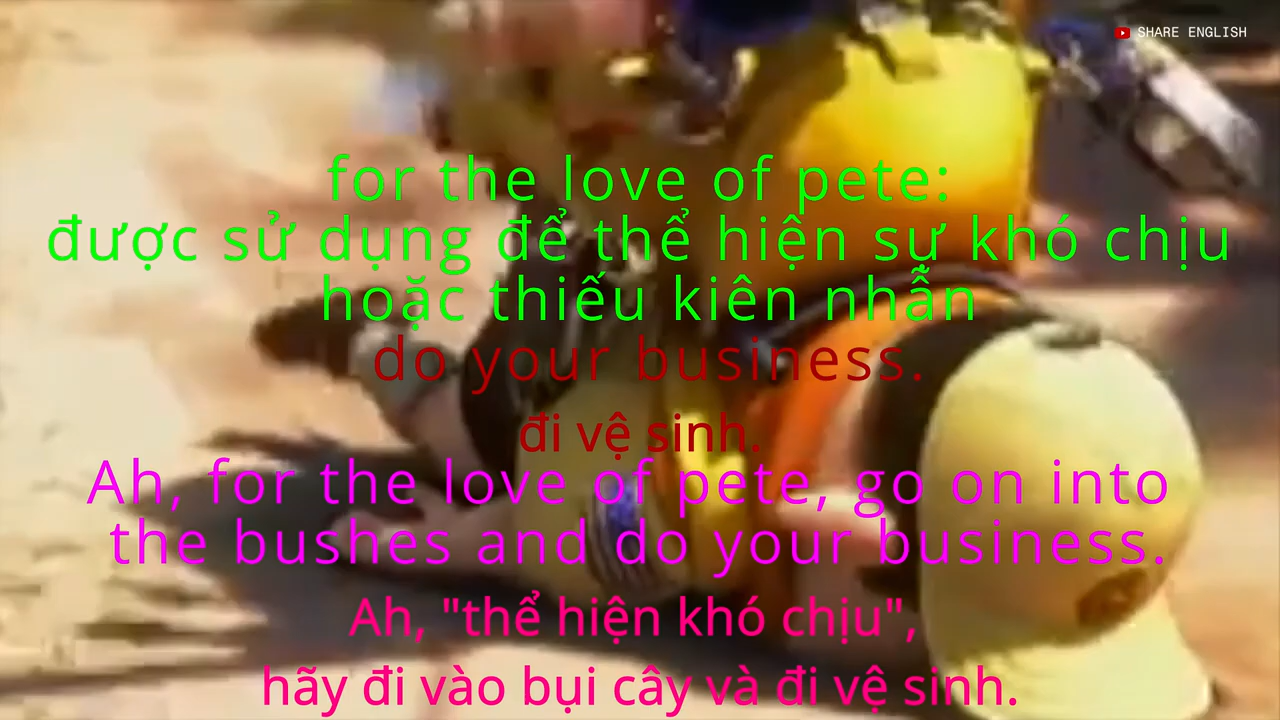 SHARE ENGLISH
for the love of pete:
được sử dụng để thể hiện sự khó chịu
hoặc thiếu kiên nhẫn
do your business.
đi vệ sinh.
Ah, for the love of pete, go on into
the bushes and do your business.
Ah, "thể hiện khó chịu",
hãy đi vào bụi cây và đi vệ sinh.